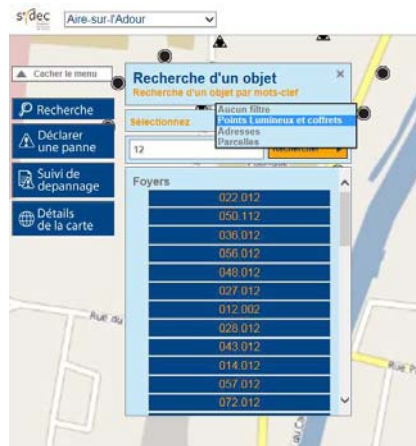 sydec
Aire-sur-l'Adour
Cacher le menu
Recherche d'un objet
×
Recherche d'un objet par mots-clef
Recherche
Sélectionnez
Aucun filtre
Points Lumineux et coffrets
Adresses
Parcelles
12
Rechercher
Déclarer
une panne
Suivi de
depannage
Détails
de la carte
Foyers
022.012
050.112
036.012
056.012
048.012
027.012
012.002
028.012
043.012
014.012
057.012
072.012
Rue du